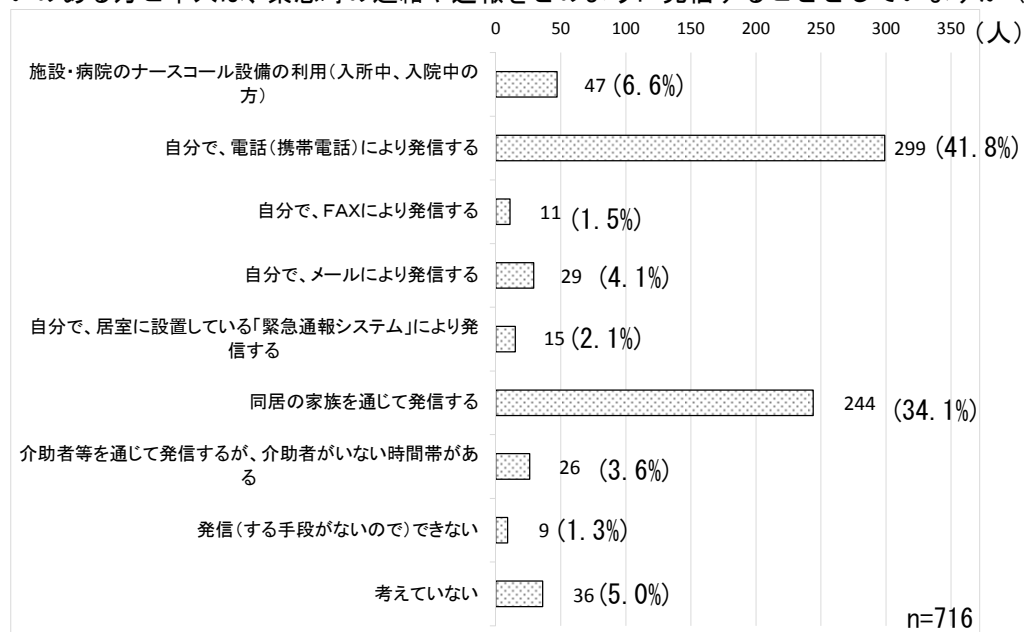 0 50 100 150 200 250 300 350 (人)
施設・病院のナースコール設備の利用(入所中、入院中の
方)
47 (6.6%)
自分で、電話(携帯電話)により発信する
299 (41.8%)
自分で、FAXにより発信する
11 (1.5%)
自分で、メールにより発信する
29 (4.1%)
自分で、居室に設置している「緊急通報システム」により発
信する
15 (2.1%)
同居の家族を通じて発信する
244 (34.1%)
介助者等を通じて発信するが、介助者がいない時間帯があ
る
26 (3.6%)
発信(する手段がないので)できない
9 (1.3%)
考えていない
36 (5.0%)
n=716